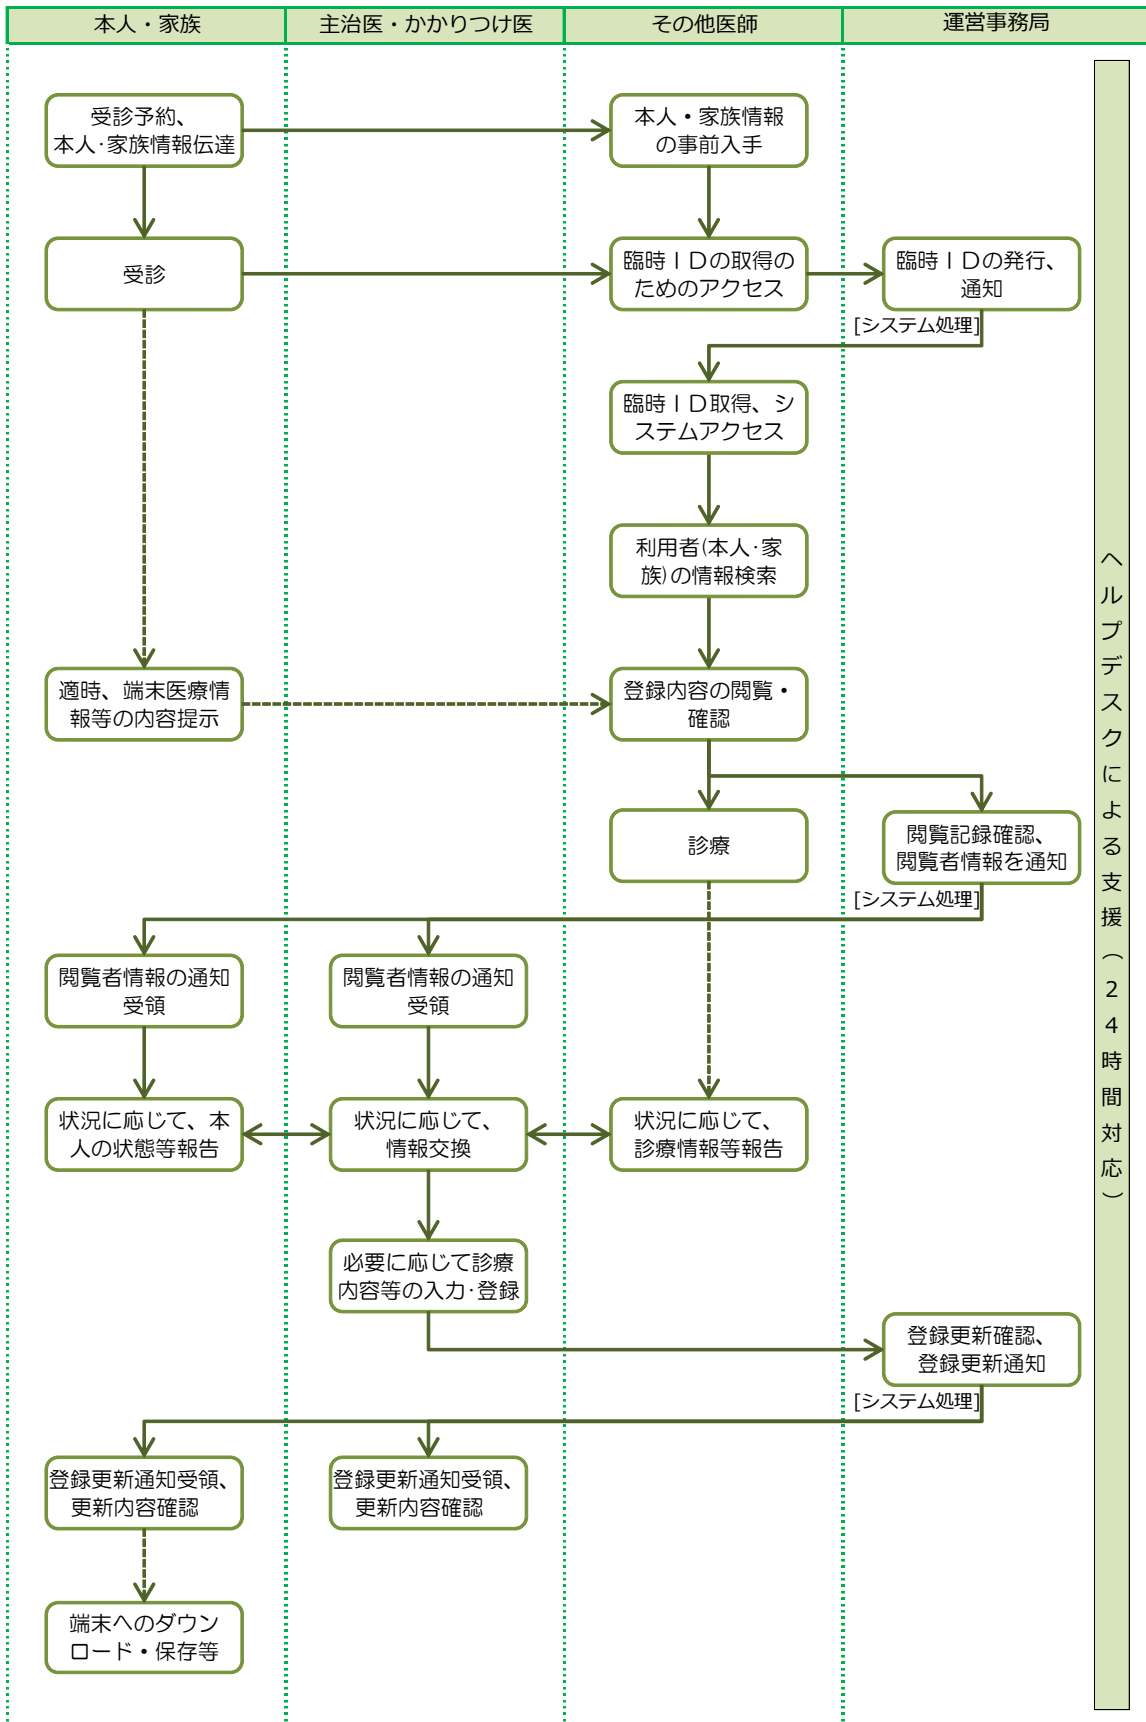 本人・家族
主治医・かかりつけ医
その他医師
運営事務局
受診予約、
本人･家族情報伝達
本人・家族情報
の事前入手
受診
臨時ＩＤの取得の
ためのアクセス
臨時ＩＤの発行、
通知
[システム処理]
臨時ＩＤ取得、シ
ステムアクセス
利用者(本人･家
族)の情報検索
適時、端末医療情
報等の内容提示
登録内容の閲覧・
確認
診療
閲覧記録確認、
閲覧者情報を通知
[システム処理]
閲覧者情報の通知
受領
閲覧者情報の通知
受領
状況に応じて、本
人の状態等報告
状況に応じて、
情報交換
状況に応じて、
診療情報等報告
必要に応じて診療
内容等の入力･登録
登録更新確認、
登録更新通知
[システム処理]
登録更新通知受領、
更新内容確認
登録更新通知受領、
更新内容確認
端末へのダウン
ロード・保存等
ヘルプデスクによる支援（24時間対応）